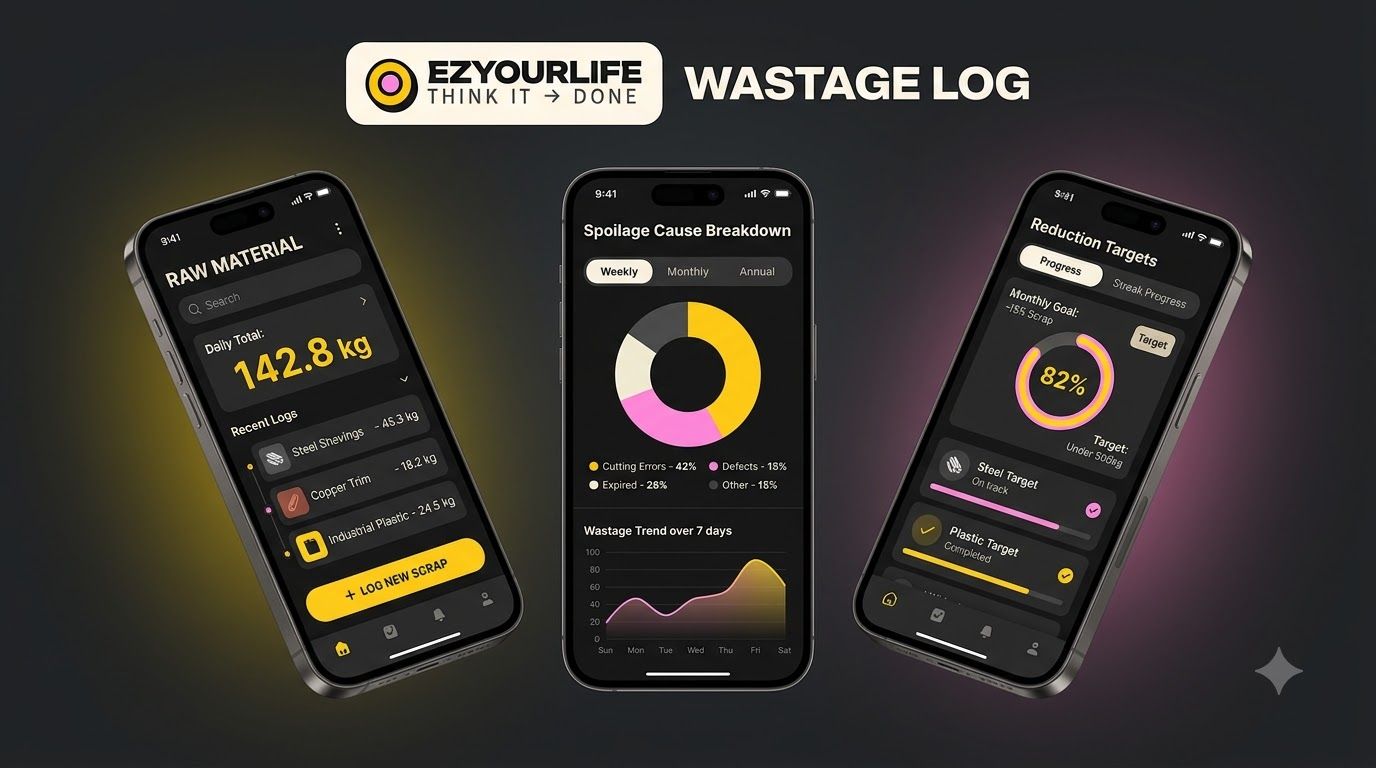 EZYOURLIFE
THINK IT → DONE
WASTAGE LOG
9:41
RAW MATERIAL
Search
Daily Total:
142.8 kg
Recent Logs
Steel Shevings - 45.3 kg
Copper Trim - 18.2 kg
Industrial Plastic - 24.5 kg
+ LOG NEW SCRAP
9:41
Spoilage Cause Breakdown
Weekly Monthly Annual
Cutting Errors - 42% Defects - 18%
Expired - 26% Other - 18%
Wastage Trend over 7 days
100
80
60
40
20
0
Sun Mon Tue Wed Thu Fri Sat
Reduction Targets
Progress Streak Progress
Monthly Goal:
Scrap
Target
82%
Target:
Under
Steel Target
On track
Plastic Target
Completed